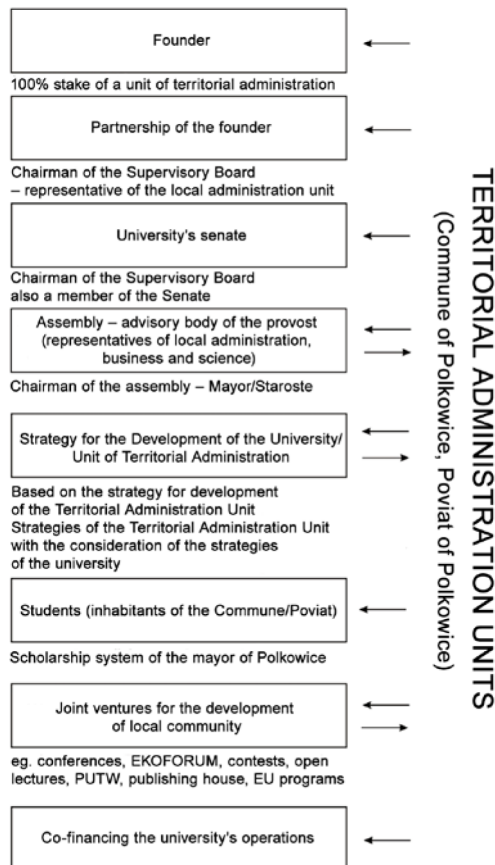 Founder
100% stake of a unit of territorial administration
Partnership of the founder
Chairman of the Supervisory Board
– representative of the local administration unit
University's senate
Chairman of the Supervisory Board
also a member of the Senate
Assembly – advisory body of the provost
(representatives of local administration,
business and science)
Chairman of the assembly – Mayor/Staroste
Strategy for the Development of the University/
Unit of Territorial Administration
Based on the strategy for development
of the Territorial Administration Unit
Strategies of the Territorial Administration Unit
with the consideration of the strategies
of the university
Students (inhabitants of the Commune/Poviat)
Scholarship system of the mayor of Polkowice
Joint ventures for the development
of local community
eg. conferences, EKOFORUM, contests, open
lectures, PUTW, publishing house, EU programs
Co-financing the university's operations
TERRITORIAL ADMINISTRATION UNITS
(Commune of Polkowice, Poviat of Polkowice)